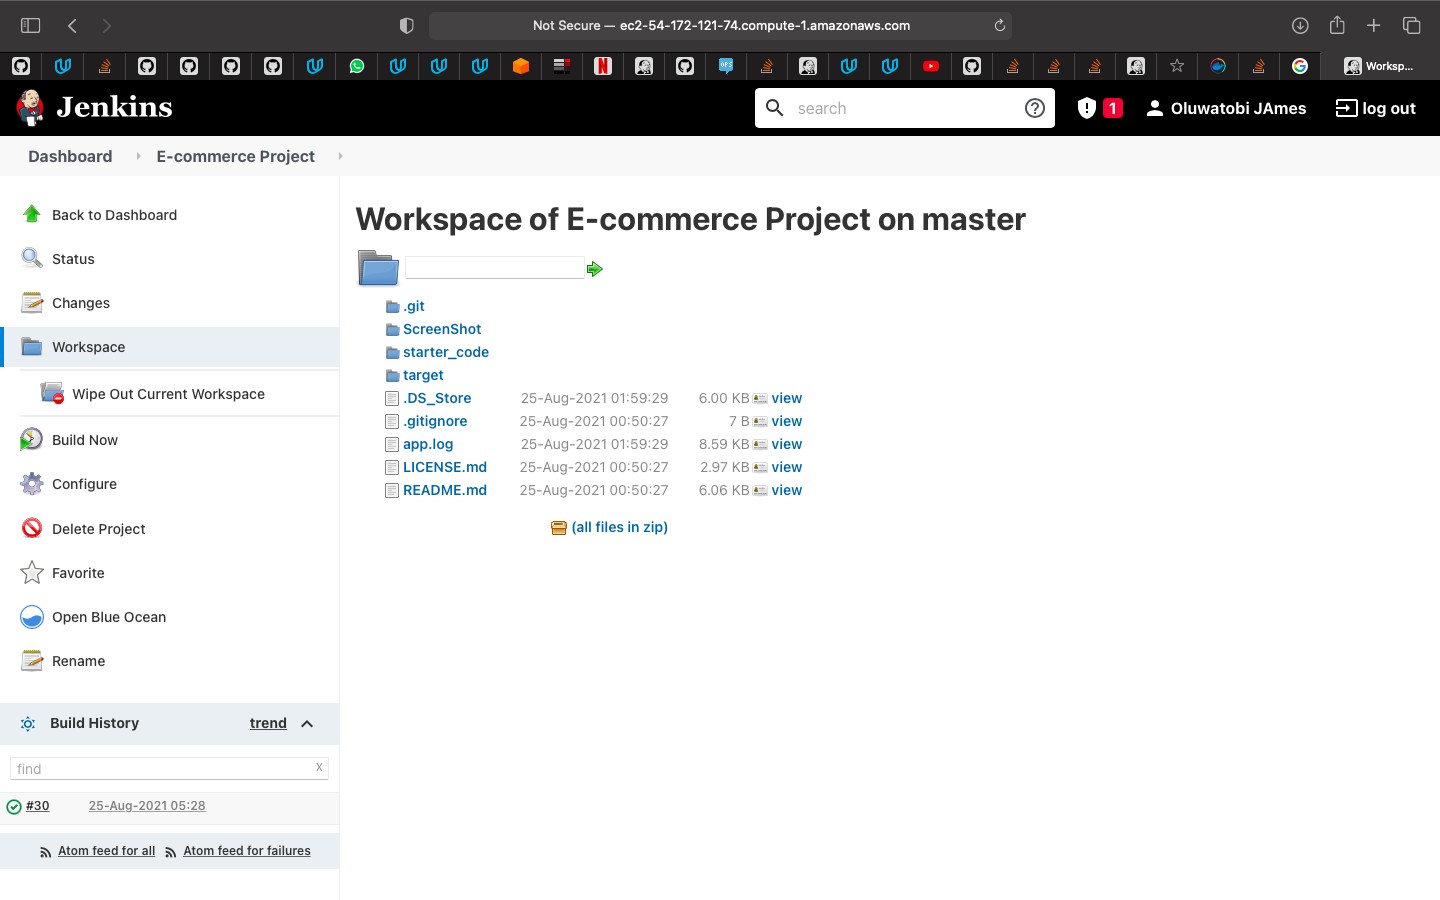 Not Secure — ec2-54-172-121-74.compute-1.amazonaws.com
Worksp...
Jenkins
search
1
Oluwatobi JAmes
log out
Dashboard
E-commerce Project
Back to Dashboard
Status
Changes
Workspace
Wipe Out Current Workspace
Build Now
Configure
Delete Project
Favorite
Open Blue Ocean
Rename
Build History trend
find X
#30 25-Aug-2021 05:28
Atom feed for all Atom feed for failures
Workspace of E-commerce Project on master
.git
ScreenShot
starter_code
target
.DS_Store 25-Aug-2021 01:59:29 6.00 KB view
.gitignore 25-Aug-2021 00:50:27 7 B view
app.log 25-Aug-2021 01:59:29 8.59 KB view
LICENSE.md 25-Aug-2021 00:50:27 2.97 KB view
README.md 25-Aug-2021 00:50:27 6.06 KB view
(all files in zip)